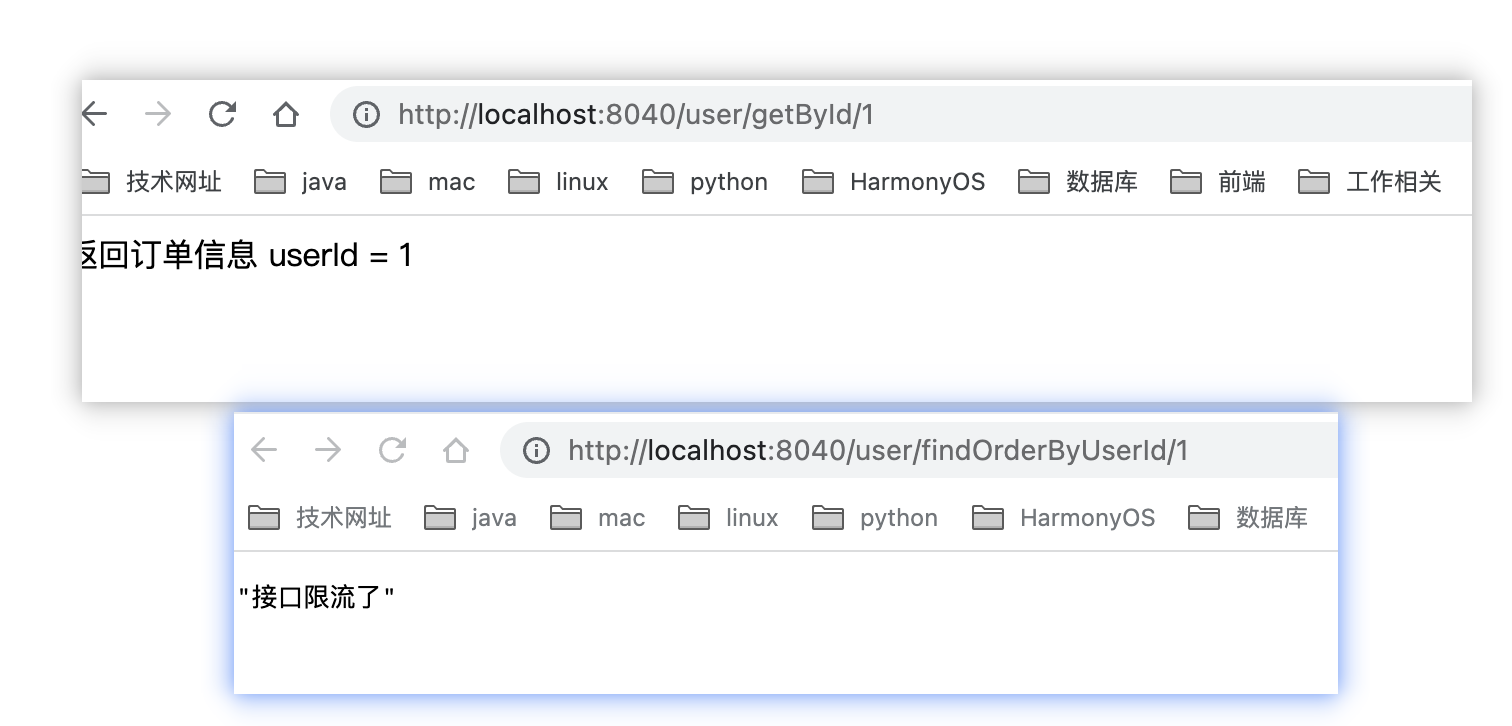 http://localhost:8040/user/getById/1
技术网址 java mac linux python HarmonyOS 数据库 前端 工作相关
返回订单信息 userId = 1
http://localhost:8040/user/findOrderByUserId/1
技术网址 java mac linux python HarmonyOS 数据库
"接口限流了"